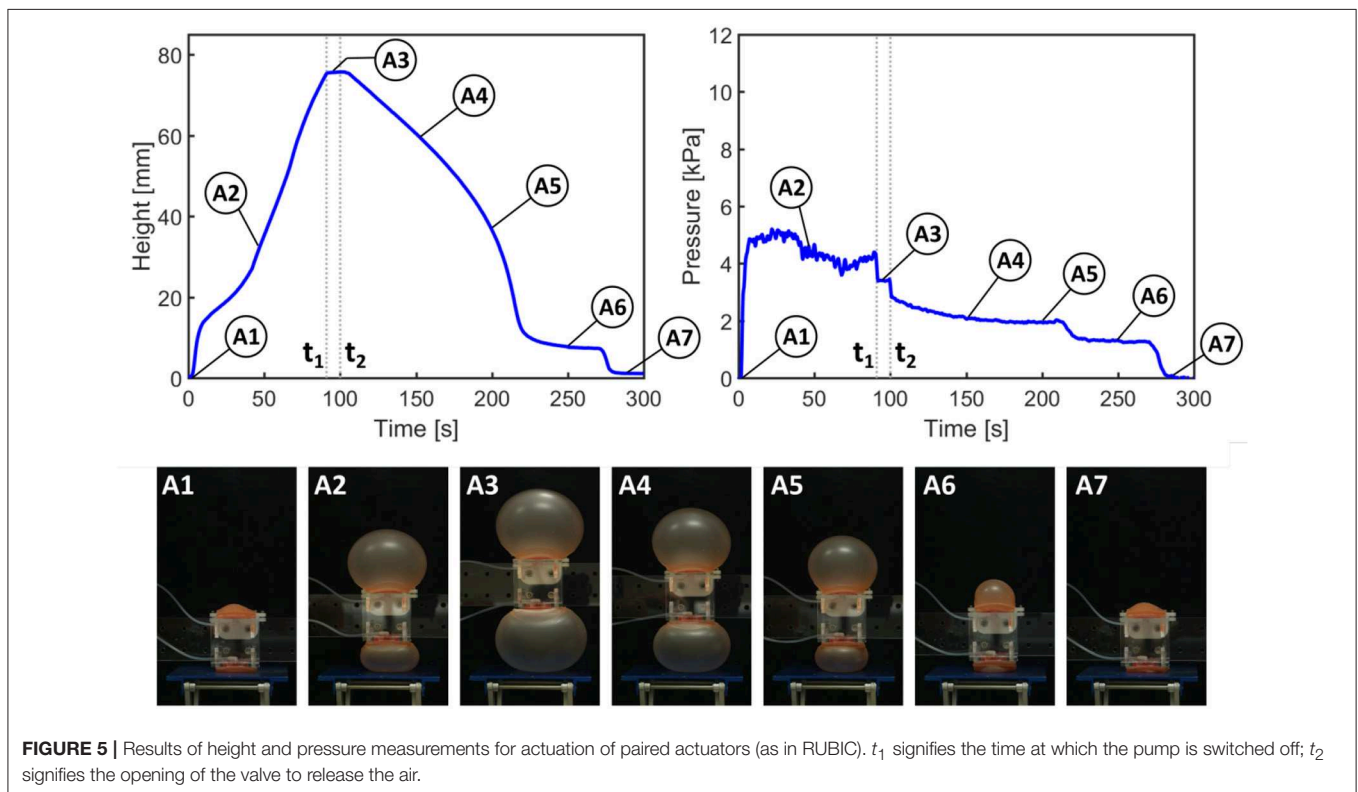 80
60
40
20
0
Height [mm]
A1
A2
A3
A4
A5
A6
A7
t1
t2
0 50 100 150 200 250 300
Time [s]
12
10
8
6
4
2
0
Pressure [kPa]
A1
A2
A3
A4
A5
A6
A7
t1
t2
0 50 100 150 200 250 300
Time [s]
A1 A2 A3 A4 A5 A6 A7
FIGURE 5 | Results of height and pressure measurements for actuation of paired actuators (as in RUBIC). t1 signifies the time at which the pump is switched off; t2
signifies the opening of the valve to release the air.